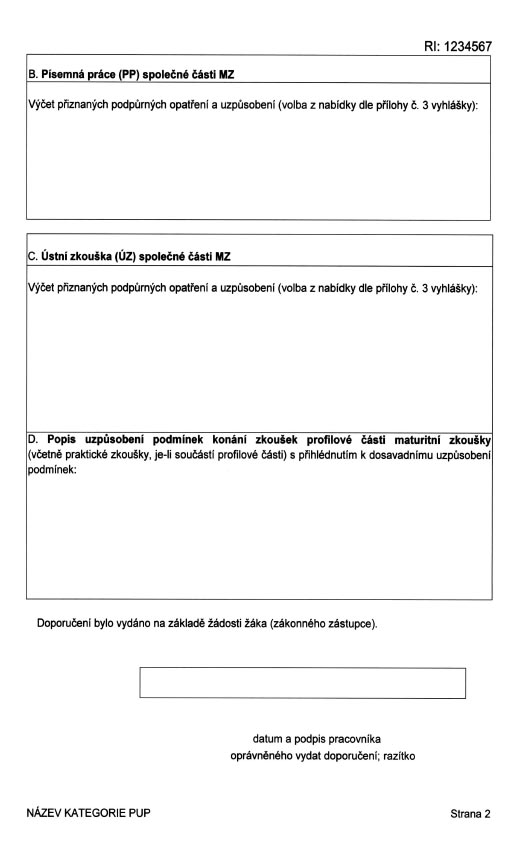 RI: 1234567
B. Písemná práce (PP) společné části MZ
Výčet přiznaných podpůrných opatření a uzpůsobení (volba z nabídky dle přílohy č. 3 vyhlášky):
C. Ústní zkouška (ÚZ) společné části MZ
Výčet přiznaných podpůrných opatření a uzpůsobení (volba z nabídky dle přílohy č. 3 vyhlášky):
D. Popis uzpůsobení podmínek konání zkoušek profilové části maturitní zkoušky
(včetně praktické zkoušky, je-li součástí profilové části) s přihlédnutím k dosavadnímu uzpůsobení
podmínek:
Doporučení bylo vydáno na základě žádosti žáka (zákonného zástupce).
datum a podpis pracovníka
oprávněného vydat doporučení; razítko
NÁZEV KATEGORIE PUP
Strana 2